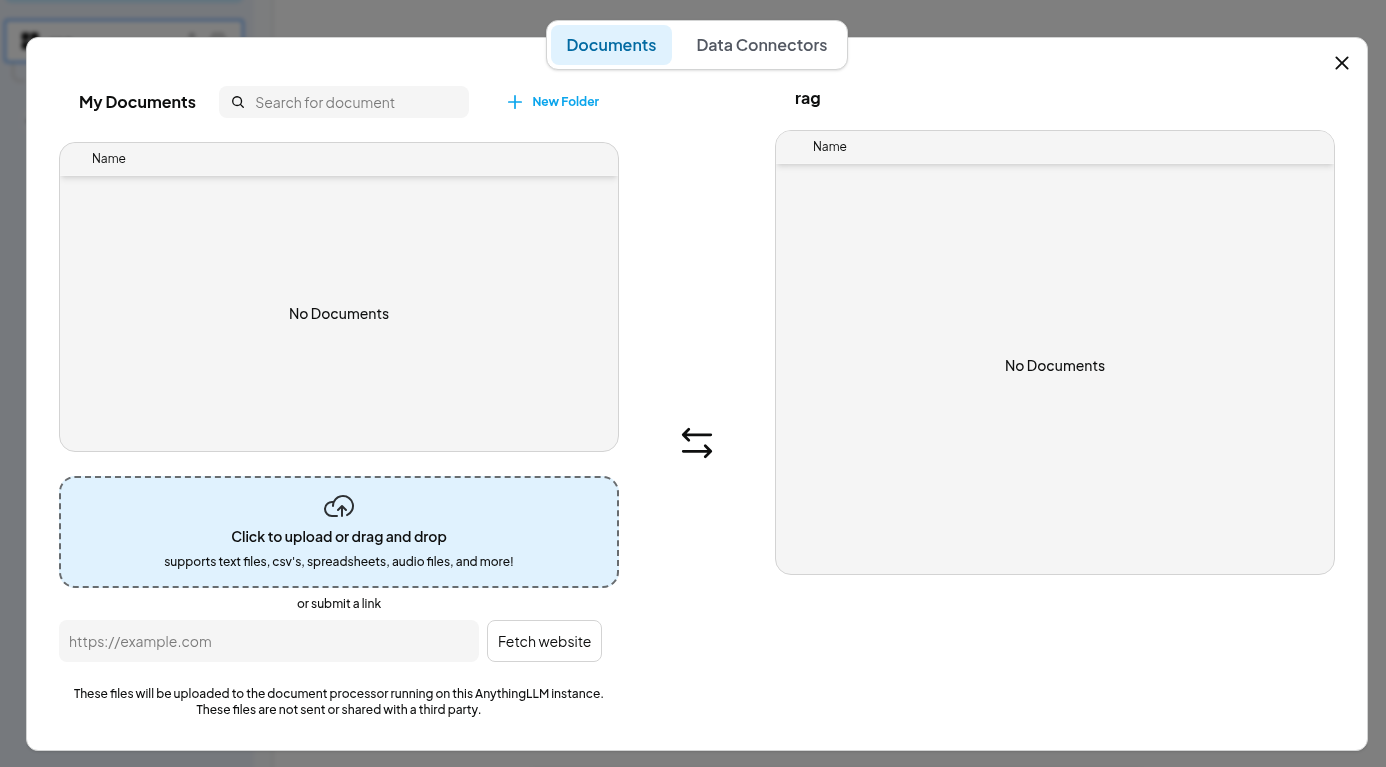 Documents
Data Connectors
My Documents
Search for document
New Folder
Name
No Documents
Click to upload or drag and drop
supports text files, csv's, spreadsheets, audio files, and more!
or submit a link
https://example.com
Fetch website
These files will be uploaded to the document processor running on this AnythingLLM instance.
These files are not sent or shared with a third party.
rag
Name
No Documents